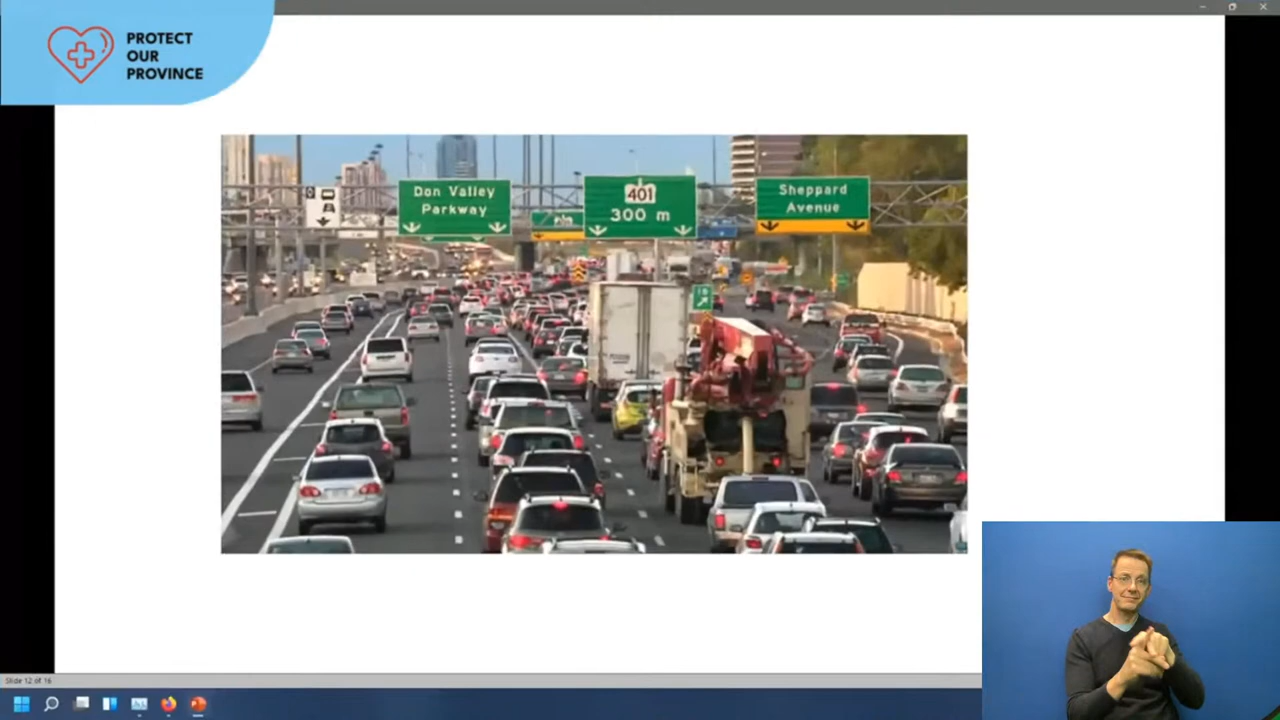 PROTECT
OUR
PROVINCE
Don Valley
Parkway
401
300 m
Sheppard
Avenue
Slide 12 of 16